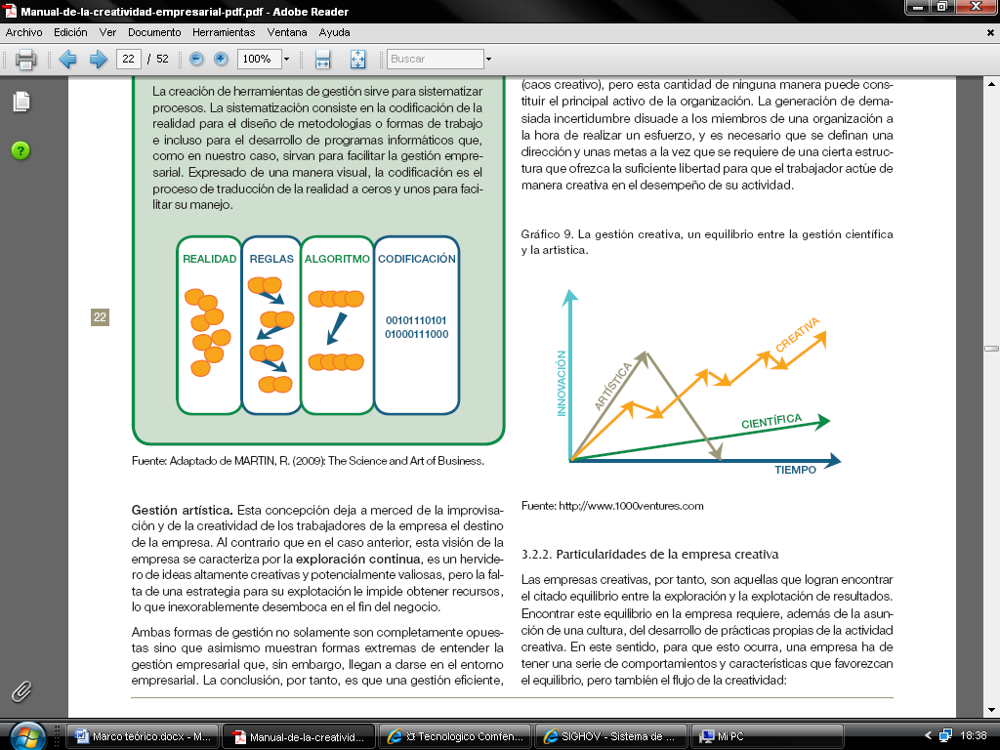 Manual-de-la-creatividad-empresarial-pdf.pdf - Adobe Reader
Archivo Edición Ver Documento Herramientas Ventana Ayuda
22 / 52 100% Buscar
La creación de herramientas de gestión sirve para sistematizar
procesos. La sistematización consiste en la codificación de la
realidad para el diseño de metodologías o formas de trabajo
e incluso para el desarrollo de programas informáticos que,
como en nuestro caso, sirvan para facilitar la gestión empre-
sarial. Expresado de una manera visual, la codificación es el
proceso de traducción de la realidad a ceros y unos para faci-
litar su manejo.
REALIDAD REGLAS ALGORITMO CODIFICACIÓN
00101110101
01000111000
22
Fuente: Adaptado de MARTIN, R. (2009): The Science and Art of Business.
Gestión artística. Esta concepción deja a merced de la improvisa-
ción y de la creatividad de los trabajadores de la empresa el destino
de la empresa. Al contrario que en el caso anterior, esta visión de la
empresa se caracteriza por la exploración continua, es un hervide-
ro de ideas altamente creativas y potencialmente valiosas, pero la fal-
ta de una estrategia para su explotación le impide obtener recursos,
lo que inexorablemente desemboca en el fin del negocio.
Ambas formas de gestión no solamente son completamente opues-
tas sino que asimismo muestran formas extremas de entender la
gestión empresarial que, sin embargo, llegan a darse en el entorno
empresarial. La conclusión, por tanto, es que una gestión eficiente,
(caos creativo), pero esta cantidad de ninguna manera puede cons-
tituir el principal activo de la organización. La generación de dema-
siada incertidumbre disuade a los miembros de una organización a
la hora de realizar un esfuerzo, y es necesario que se definan una
dirección y unas metas a la vez que se requiere de una cierta estruc-
tura que ofrezca la suficiente libertad para que el trabajador actúe de
manera creativa en el desempeño de su actividad.
Gráfico 9. La gestión creativa, un equilibrio entre la gestión científica
y la artística.
INNOVACIÓN
ARTÍSTICA
CREATIVA
CIENTÍFICA
TIEMPO
Fuente: http://www.1000ventures.com
3.2.2. Particularidades de la empresa creativa
Las empresas creativas, por tanto, son aquellas que logran encontrar
el citado equilibrio entre la exploración y la explotación de resultados.
Encontrar este equilibrio en la empresa requiere, además de la asun-
ción de una cultura, del desarrollo de prácticas propias de la actividad
creativa. En este sentido, para que esto ocurra, una empresa ha de
tener una serie de comportamientos y características que favorezcan
el equilibrio, pero también el flujo de la creatividad:
Marco teórico.docx - M... Manual-de-la-creativid... Tecnologico Comfen... SIGHOV - Sistema de ... Mi PC 18:38